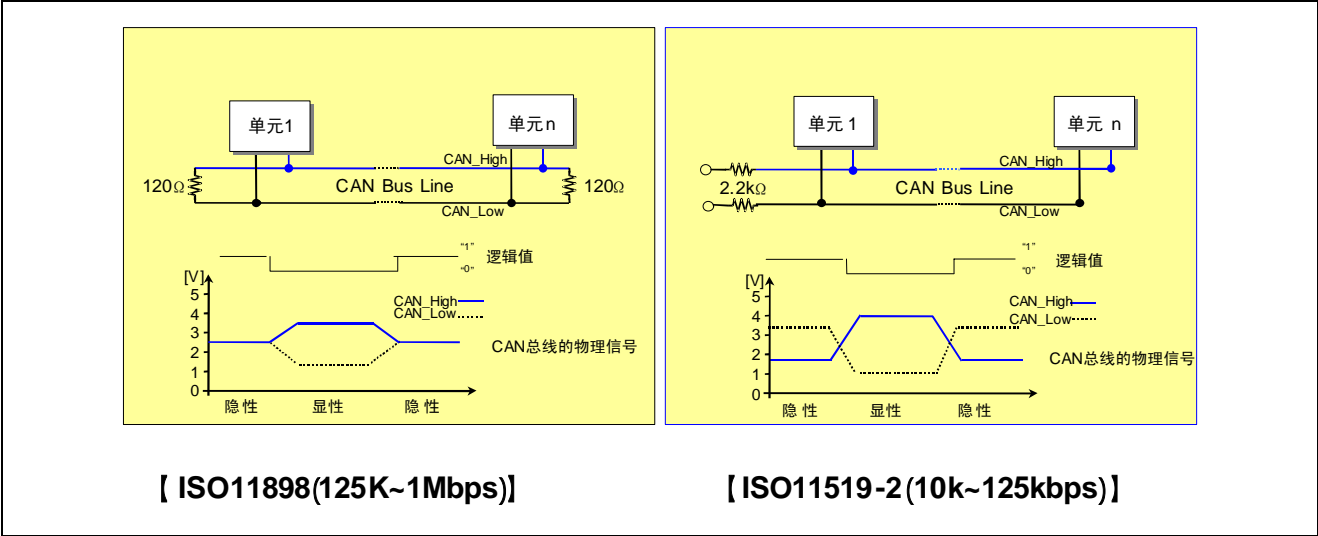 单元1
单元n
CAN_High
120Ω
CAN Bus Line
120Ω
CAN_Low
"1"
"0"
逻辑值
[V]
5
4
3
2
1
0
CAN_High
CAN_Low
CAN总线的物理信号
隐性
显性
隐性
单元 1
单元 n
CAN_High
2.2kΩ
CAN Bus Line
CAN_Low
"1"
"0"
逻辑值
[V]
5
4
3
2
1
0
CAN_High
CAN_Low
CAN总线的物理信号
隐性
显性
隐性
【ISO11898(125K~1Mbps)】
【ISO11519-2(10k~125kbps)】